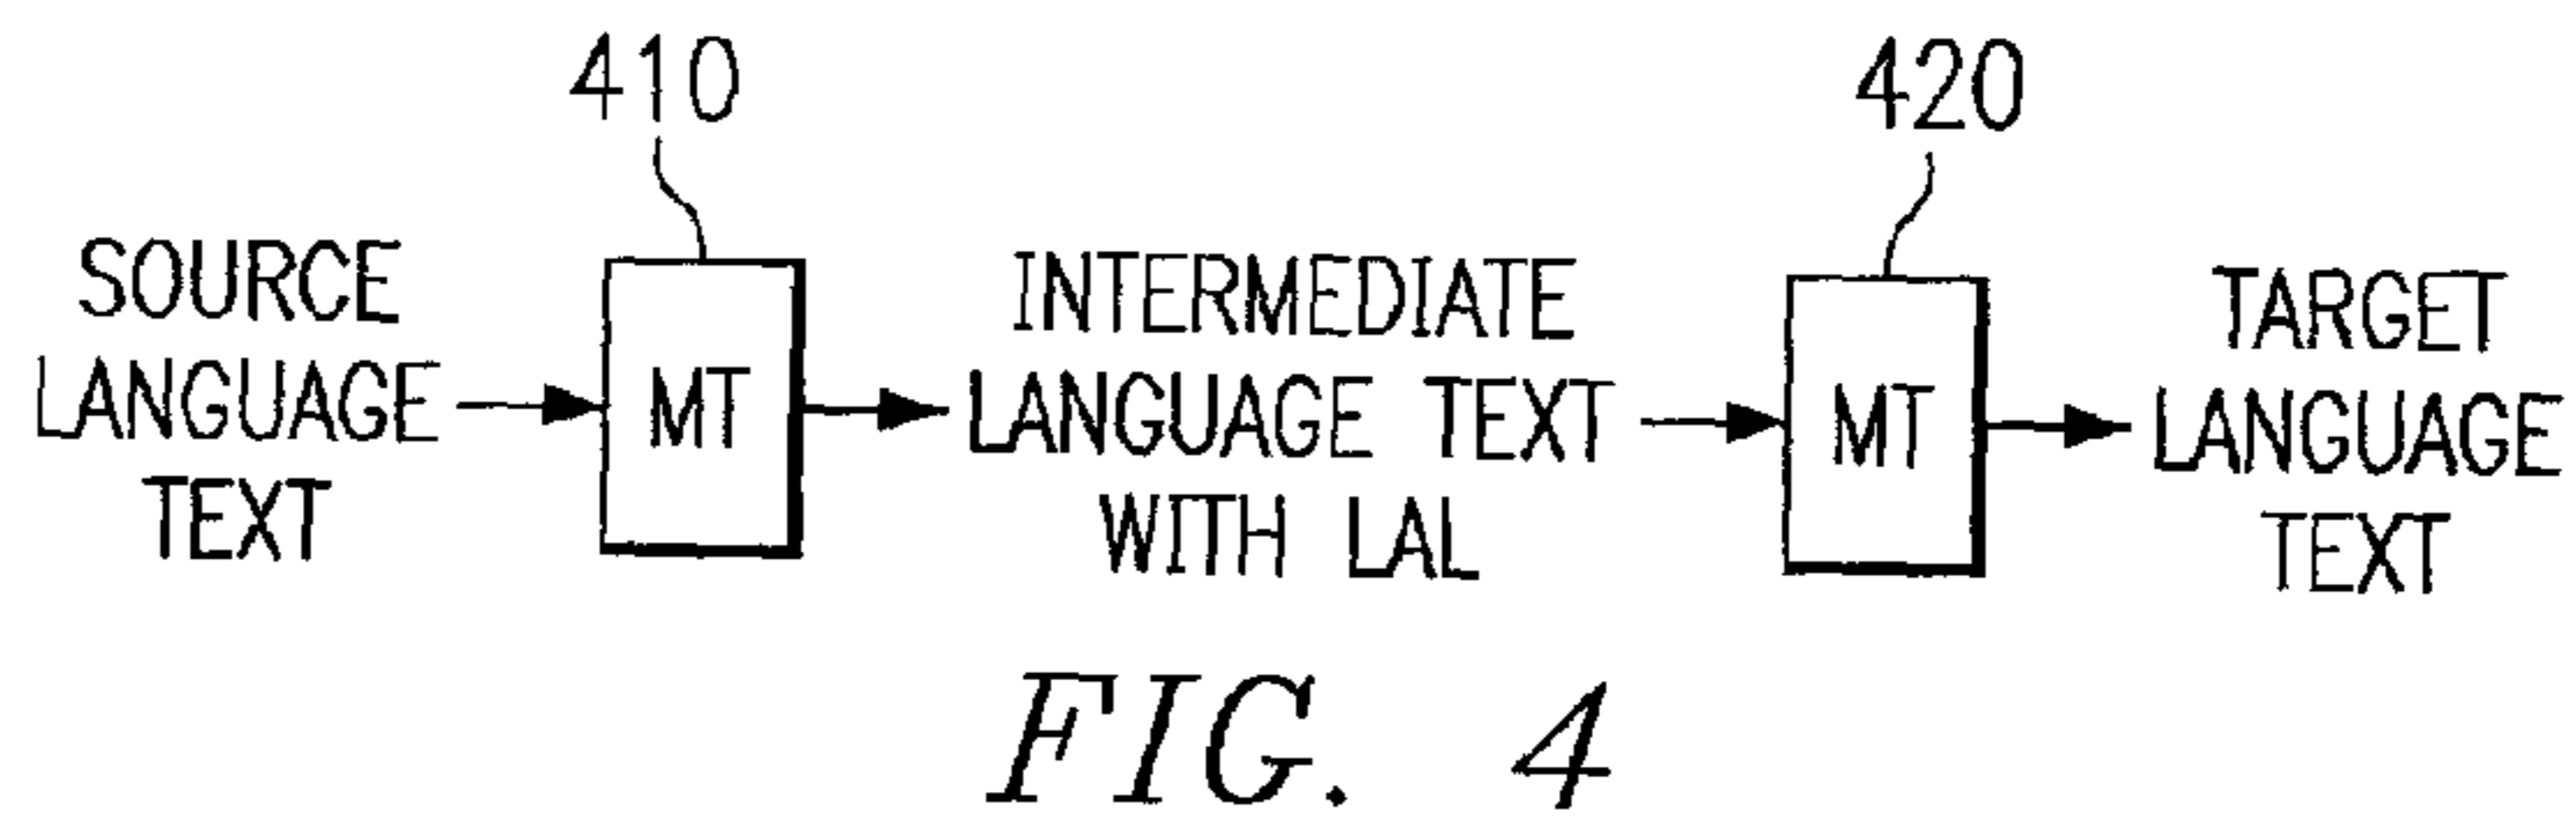 410
420
SOURCE
LANGUAGE
TEXT
MT
INTERMEDIATE
LANGUAGE TEXT
WITH LAL
MT
TARGET
LANGUAGE
TEXT
FIG. 4